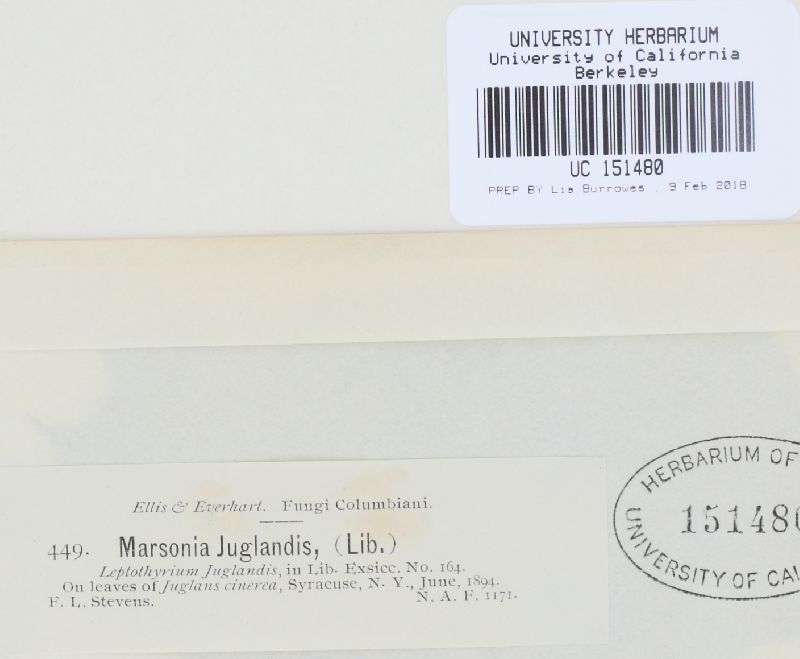 UNIVERSITY HERBARIUM
University of California
Berkeley
UC 151480
PREP BY Lia Burrowes , 9 Feb 2018
Ellis & Everhart. Fungi Columbiani.
449. Marsonia Juglandis, (Lib.)
Leptothyrium Juglandis, in Lib. Exsicc. No. 164.
On leaves of Juglans cinerea, Syracuse, N. Y., June, 1894.
F. L. Stevens. N. A. F. 1171.
HERBARIUM OF
151480
UNIVERSITY OF CAL